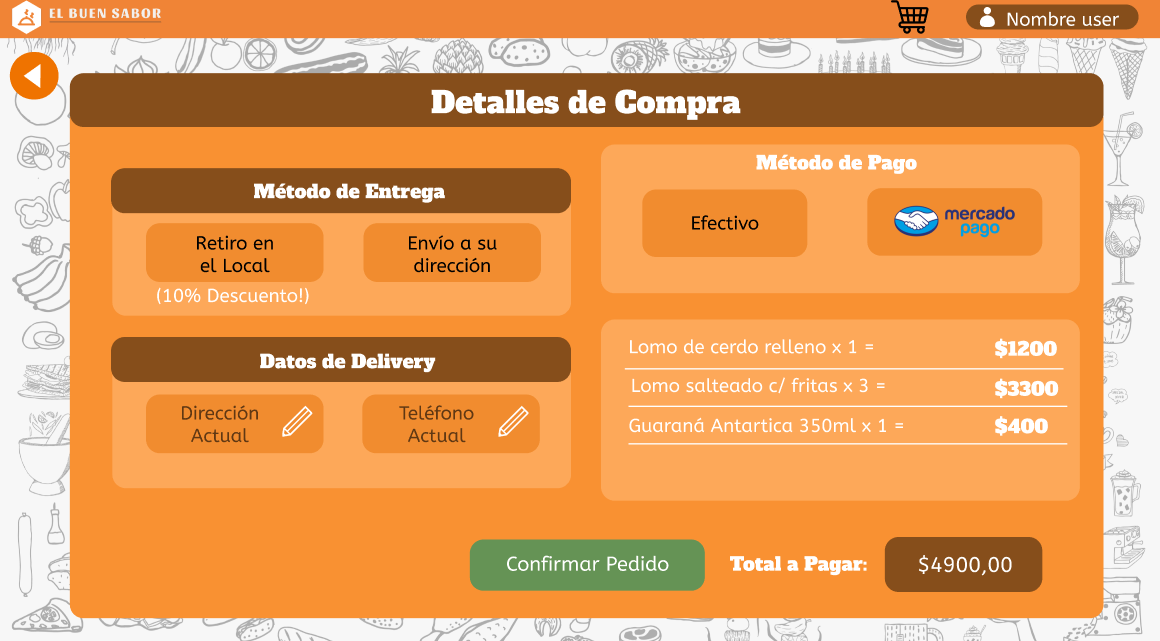 EL BUEN SABOR
Nombre user
Detalles de Compra
Método de Entrega
Retiro en
el Local
(10% Descuento!)
Envío a su
dirección
Datos de Delivery
Dirección
Actual
Teléfono
Actual
Método de Pago
Efectivo
mercado
pago
Lomo de cerdo relleno x 1 = $1200
Lomo salteado c/ fritas x 3 = $3300
Guaraná Antartica 350ml x 1 = $400
Confirmar Pedido
Total a Pagar: $4900,00